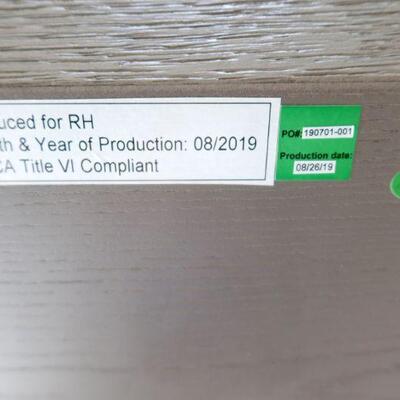 uced for RH
th & Year of Production: 08/2019
CA Title VI Compliant
PO#: 190701-001
Production date:
08/26/19